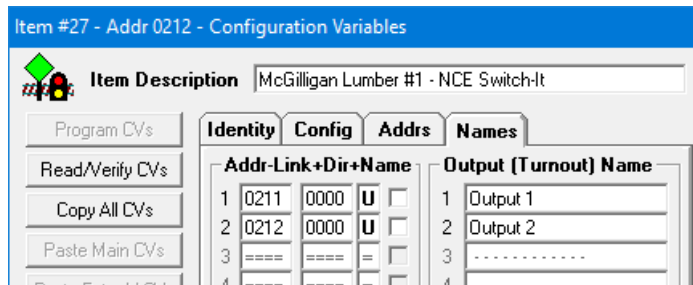 Item #27 - Addr 0212 - Configuration Variables
Item Description McGilligan Lumber #1 - NCE Switch-It
Program CVs
Read/Verify CVs
Copy All CVs
Paste Main CVs
Identity Config Addrs Names
Addr-Link+Dir+Name
1 0211 0000 U
2 0212 0000 U
3 ==== ==== =
Output (Turnout) Name
1 Output 1
2 Output 2
3 - - - - - - - - - - - -